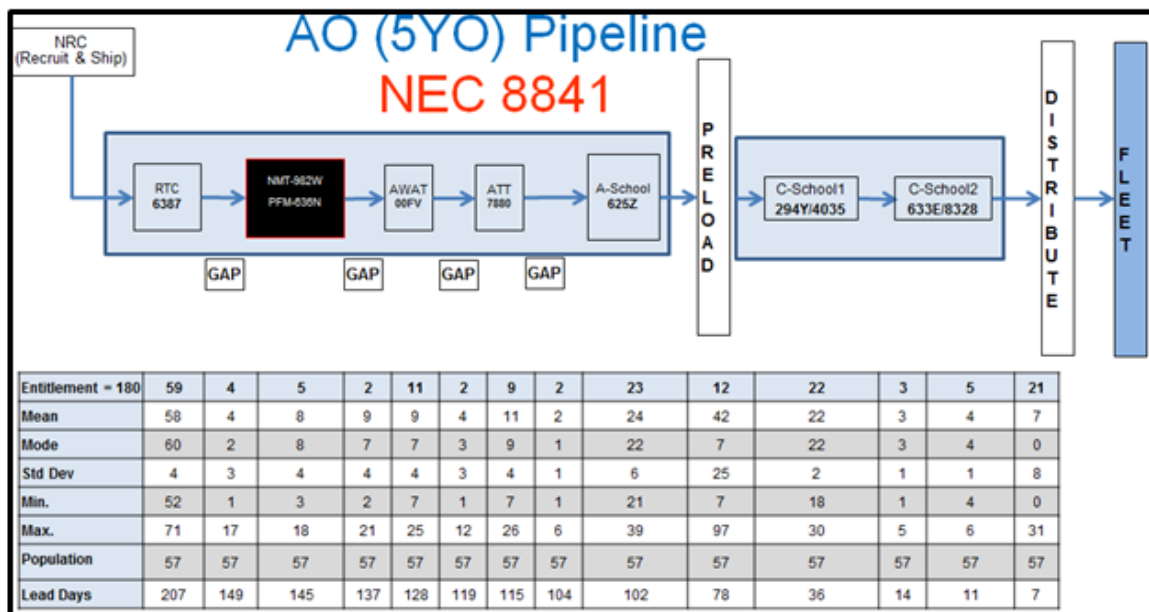 AO (5YO) Pipeline
NEC 8841
NRC
(Recruit & Ship)
RTC
6387
NMT-982W
PFM-636N
AWAT
00FV
ATT
7880
A-School
625Z
PRELOAD
C-School1
294Y/4035
C-School2
633E/8328
DISTRIBUTE
FLEET
GAP
GAP
GAP
GAP
Entitlement = 180 59 4 5 2 11 2 9 2 23 12 22 3 5 21
Mean 58 4 8 9 9 4 11 2 24 42 22 3 4 7
Mode 60 2 8 7 7 3 9 1 22 7 22 3 4 0
Std Dev 4 3 4 4 4 3 4 1 6 25 2 1 1 8
Min. 52 1 3 2 7 1 7 1 21 7 18 1 4 0
Max. 71 17 18 21 25 12 26 6 39 97 30 5 6 31
Population 57 57 57 57 57 57 57 57 57 57 57 57 57 57
Lead Days 207 149 145 137 128 119 115 104 102 78 36 14 11 7